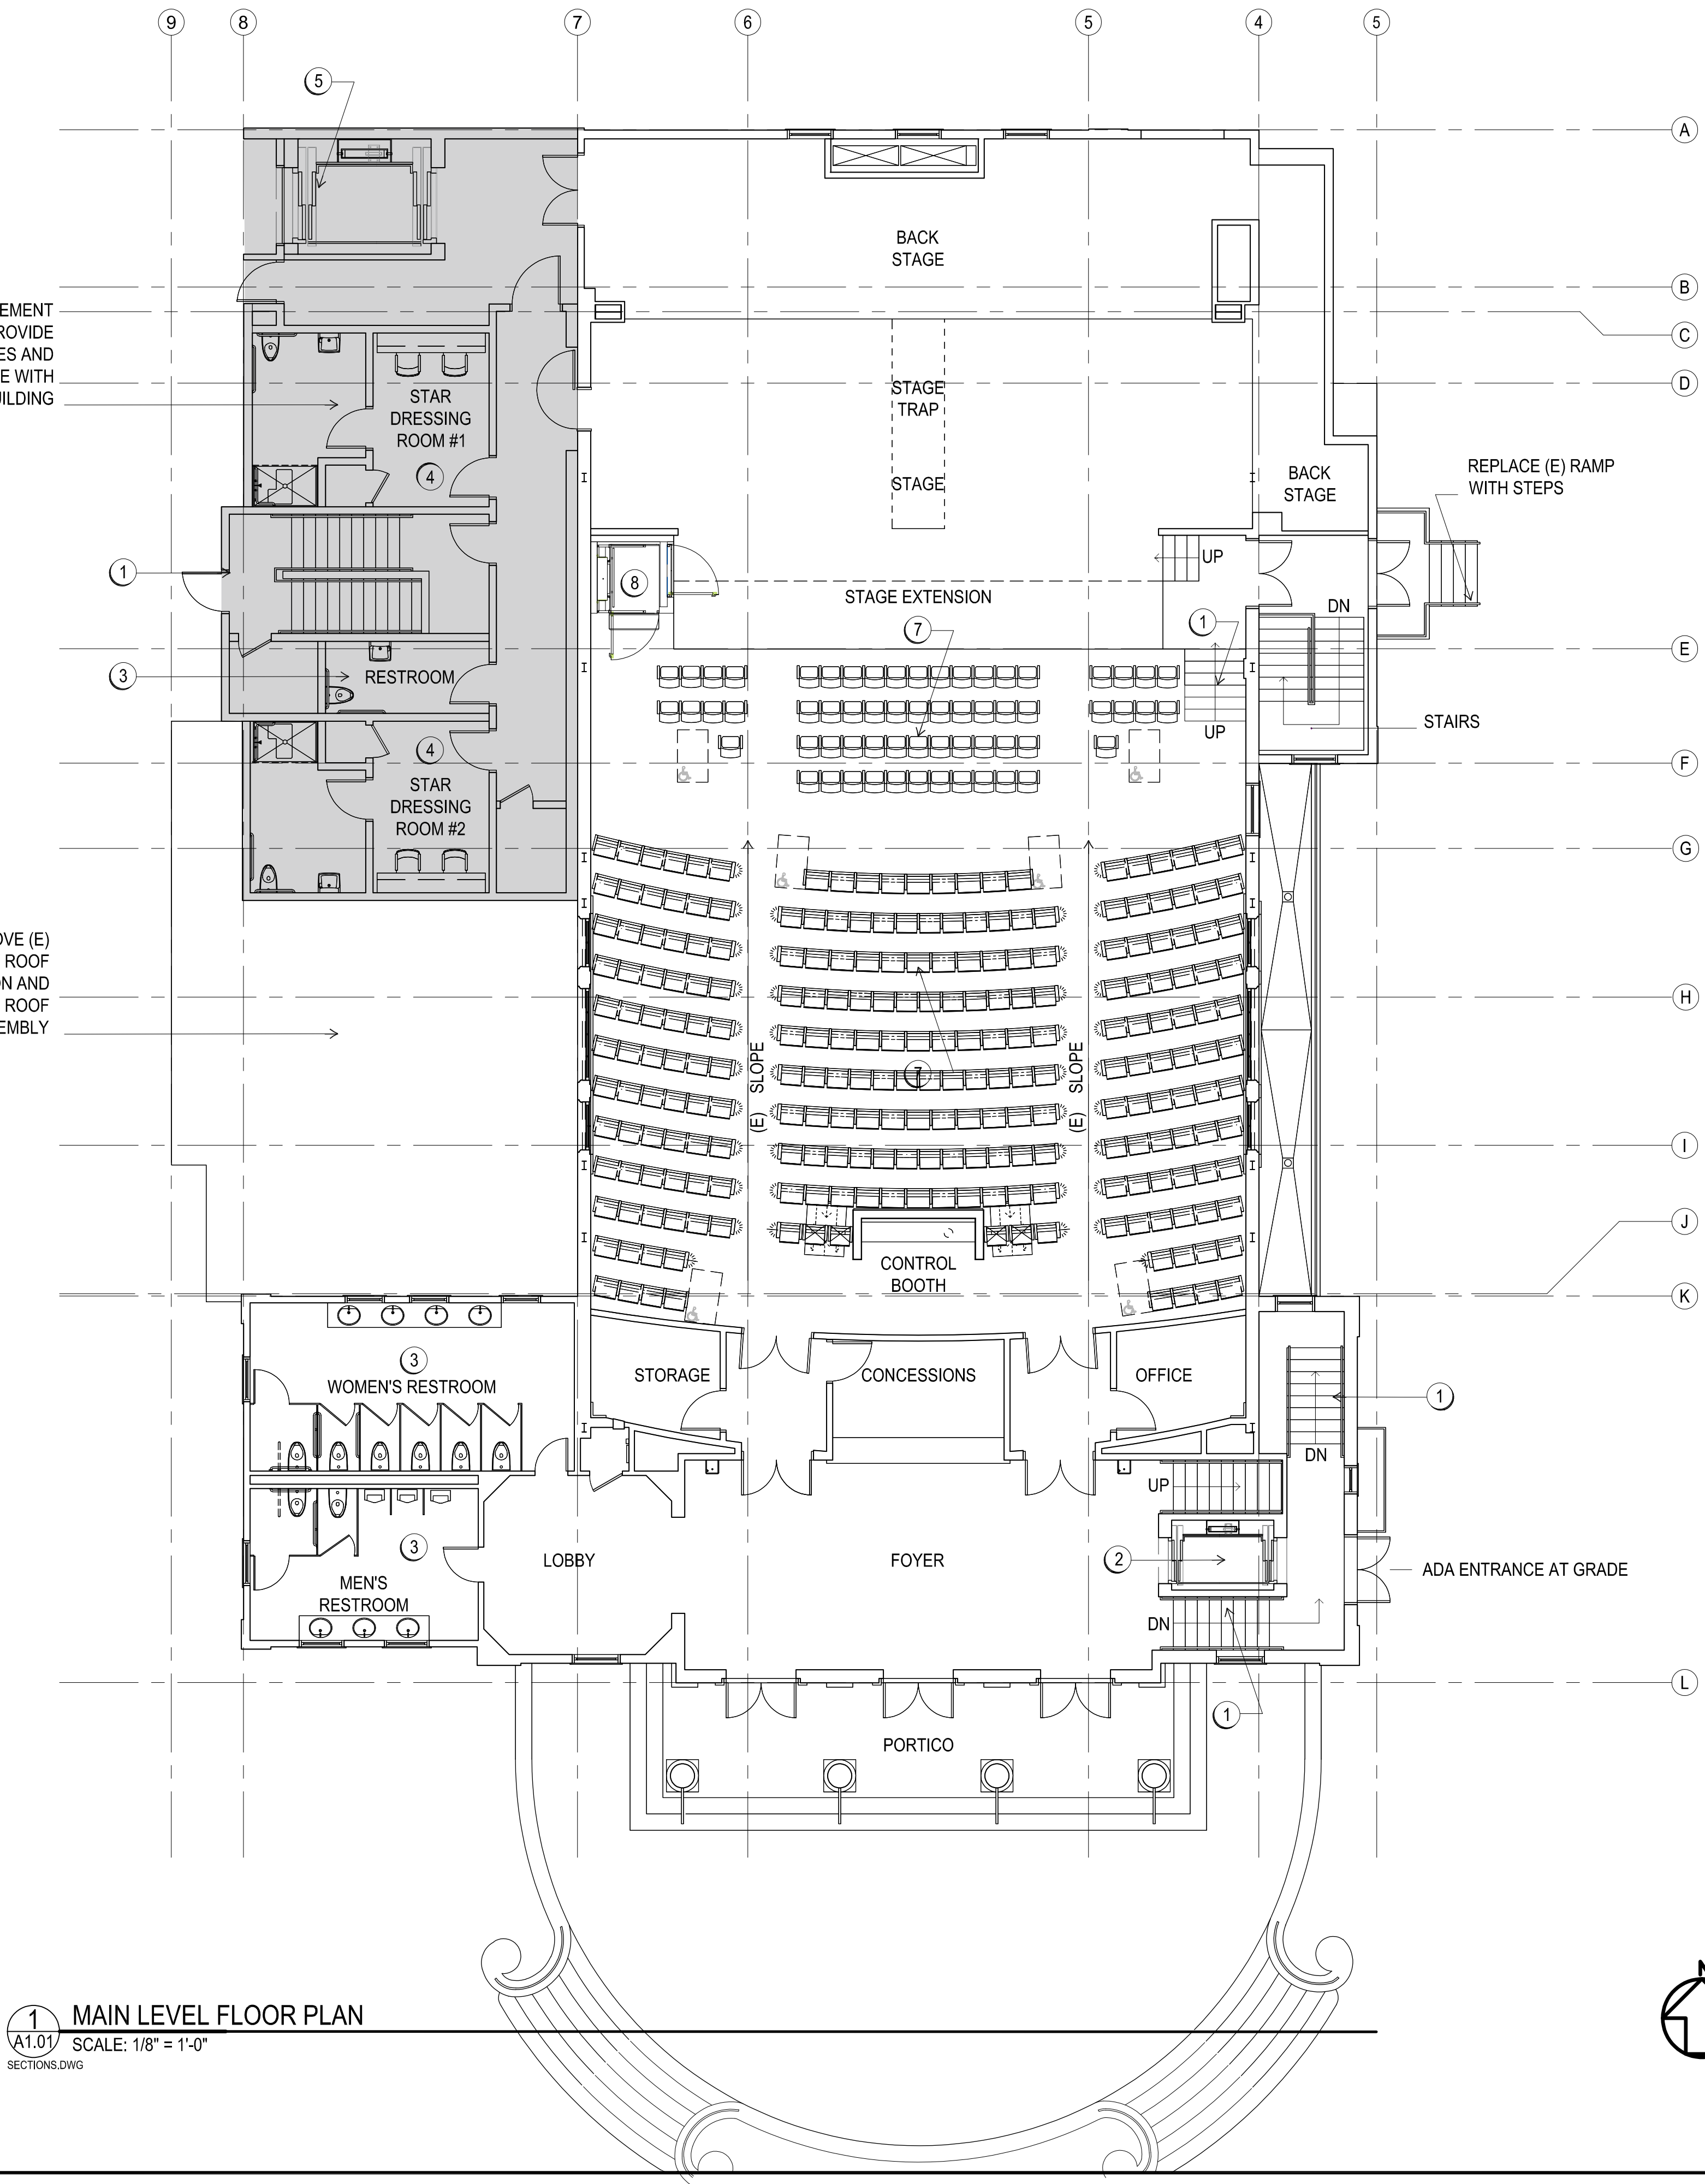 9 8 7 6 5 4 5
5
A
BACK
STAGE
B
C
EMENT
ROVIDE
ES AND
E WITH
UILDING
D
STAR
DRESSING
ROOM #1
4
STAGE
TRAP
STAGE
BACK
STAGE
REPLACE (E) RAMP
WITH STEPS
1
8
UP
STAGE EXTENSION
DN
7
1
E
3
RESTROOM
UP
STAIRS
4
F
STAR
DRESSING
ROOM #2
G
OVE (E)
ROOF
ON AND
ROOF
EMBLY
H
(E) SLOPE
7
(E) SLOPE
I
J
CONTROL
BOOTH
K
3
WOMEN'S RESTROOM
STORAGE
CONCESSIONS
OFFICE
1
DN
UP
3
LOBBY
FOYER
2
ADA ENTRANCE AT GRADE
MEN'S
RESTROOM
DN
L
1
PORTICO
N
1
A1.01
MAIN LEVEL FLOOR PLAN
SCALE: 1/8" = 1'-0"
SECTIONS.DWG